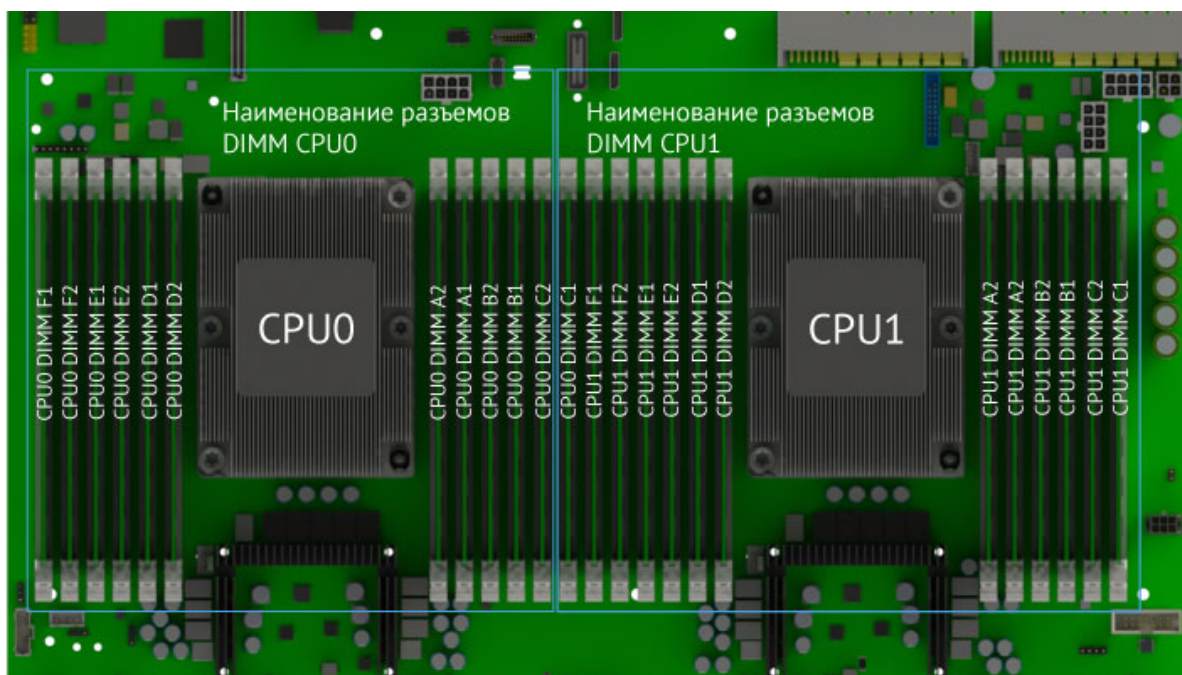 Наименование разъемов
DIMM CPU0
Наименование разъемов
DIMM CPU1
CPU0 DIMM F1
CPU0 DIMM F2
CPU0 DIMM E1
CPU0 DIMM E2
CPU0 DIMM D1
CPU0 DIMM D2
CPU0
CPU0 DIMM A2
CPU0 DIMM A1
CPU0 DIMM B2
CPU0 DIMM B1
CPU0 DIMM C2
CPU0 DIMM C1
CPU1 DIMM F1
CPU1 DIMM F2
CPU1 DIMM E1
CPU1 DIMM E2
CPU1 DIMM D1
CPU1 DIMM D2
CPU1
CPU1 DIMM A2
CPU1 DIMM A2
CPU1 DIMM B2
CPU1 DIMM B1
CPU1 DIMM C2
CPU1 DIMM C1